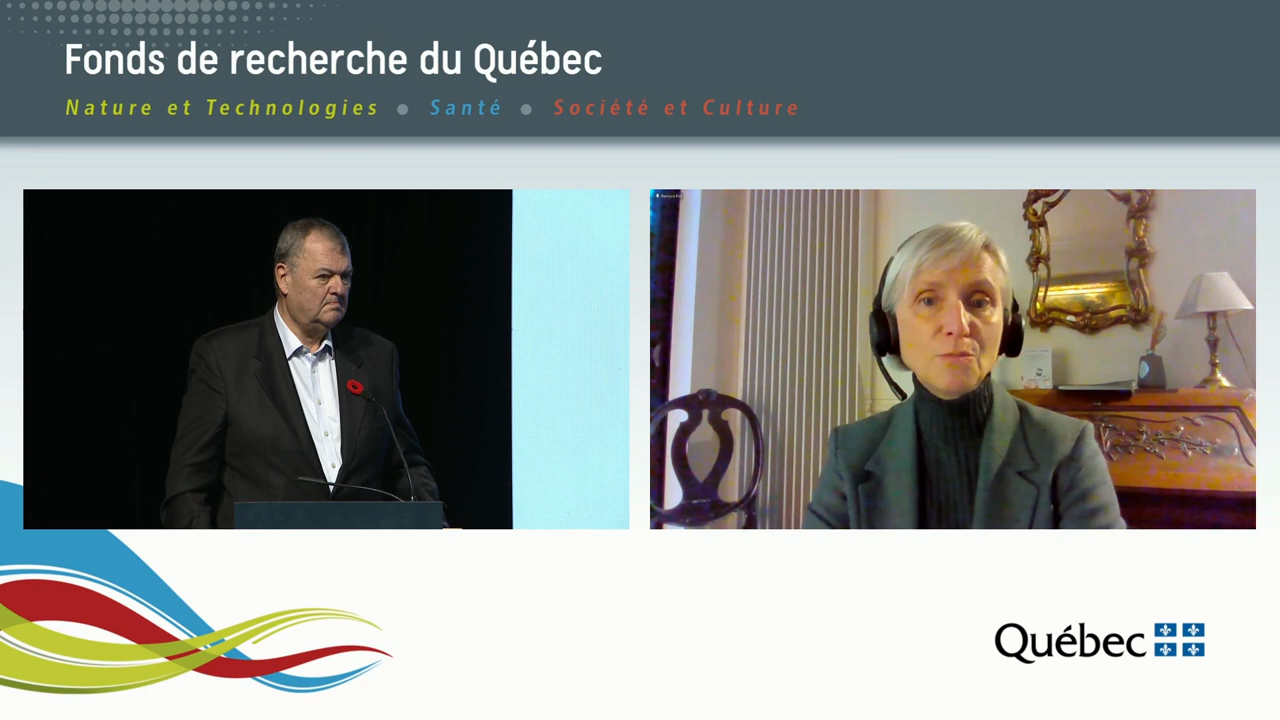 Fonds de recherche du Québec
Nature et Technologies ● Santé ● Société et Culture
Québec